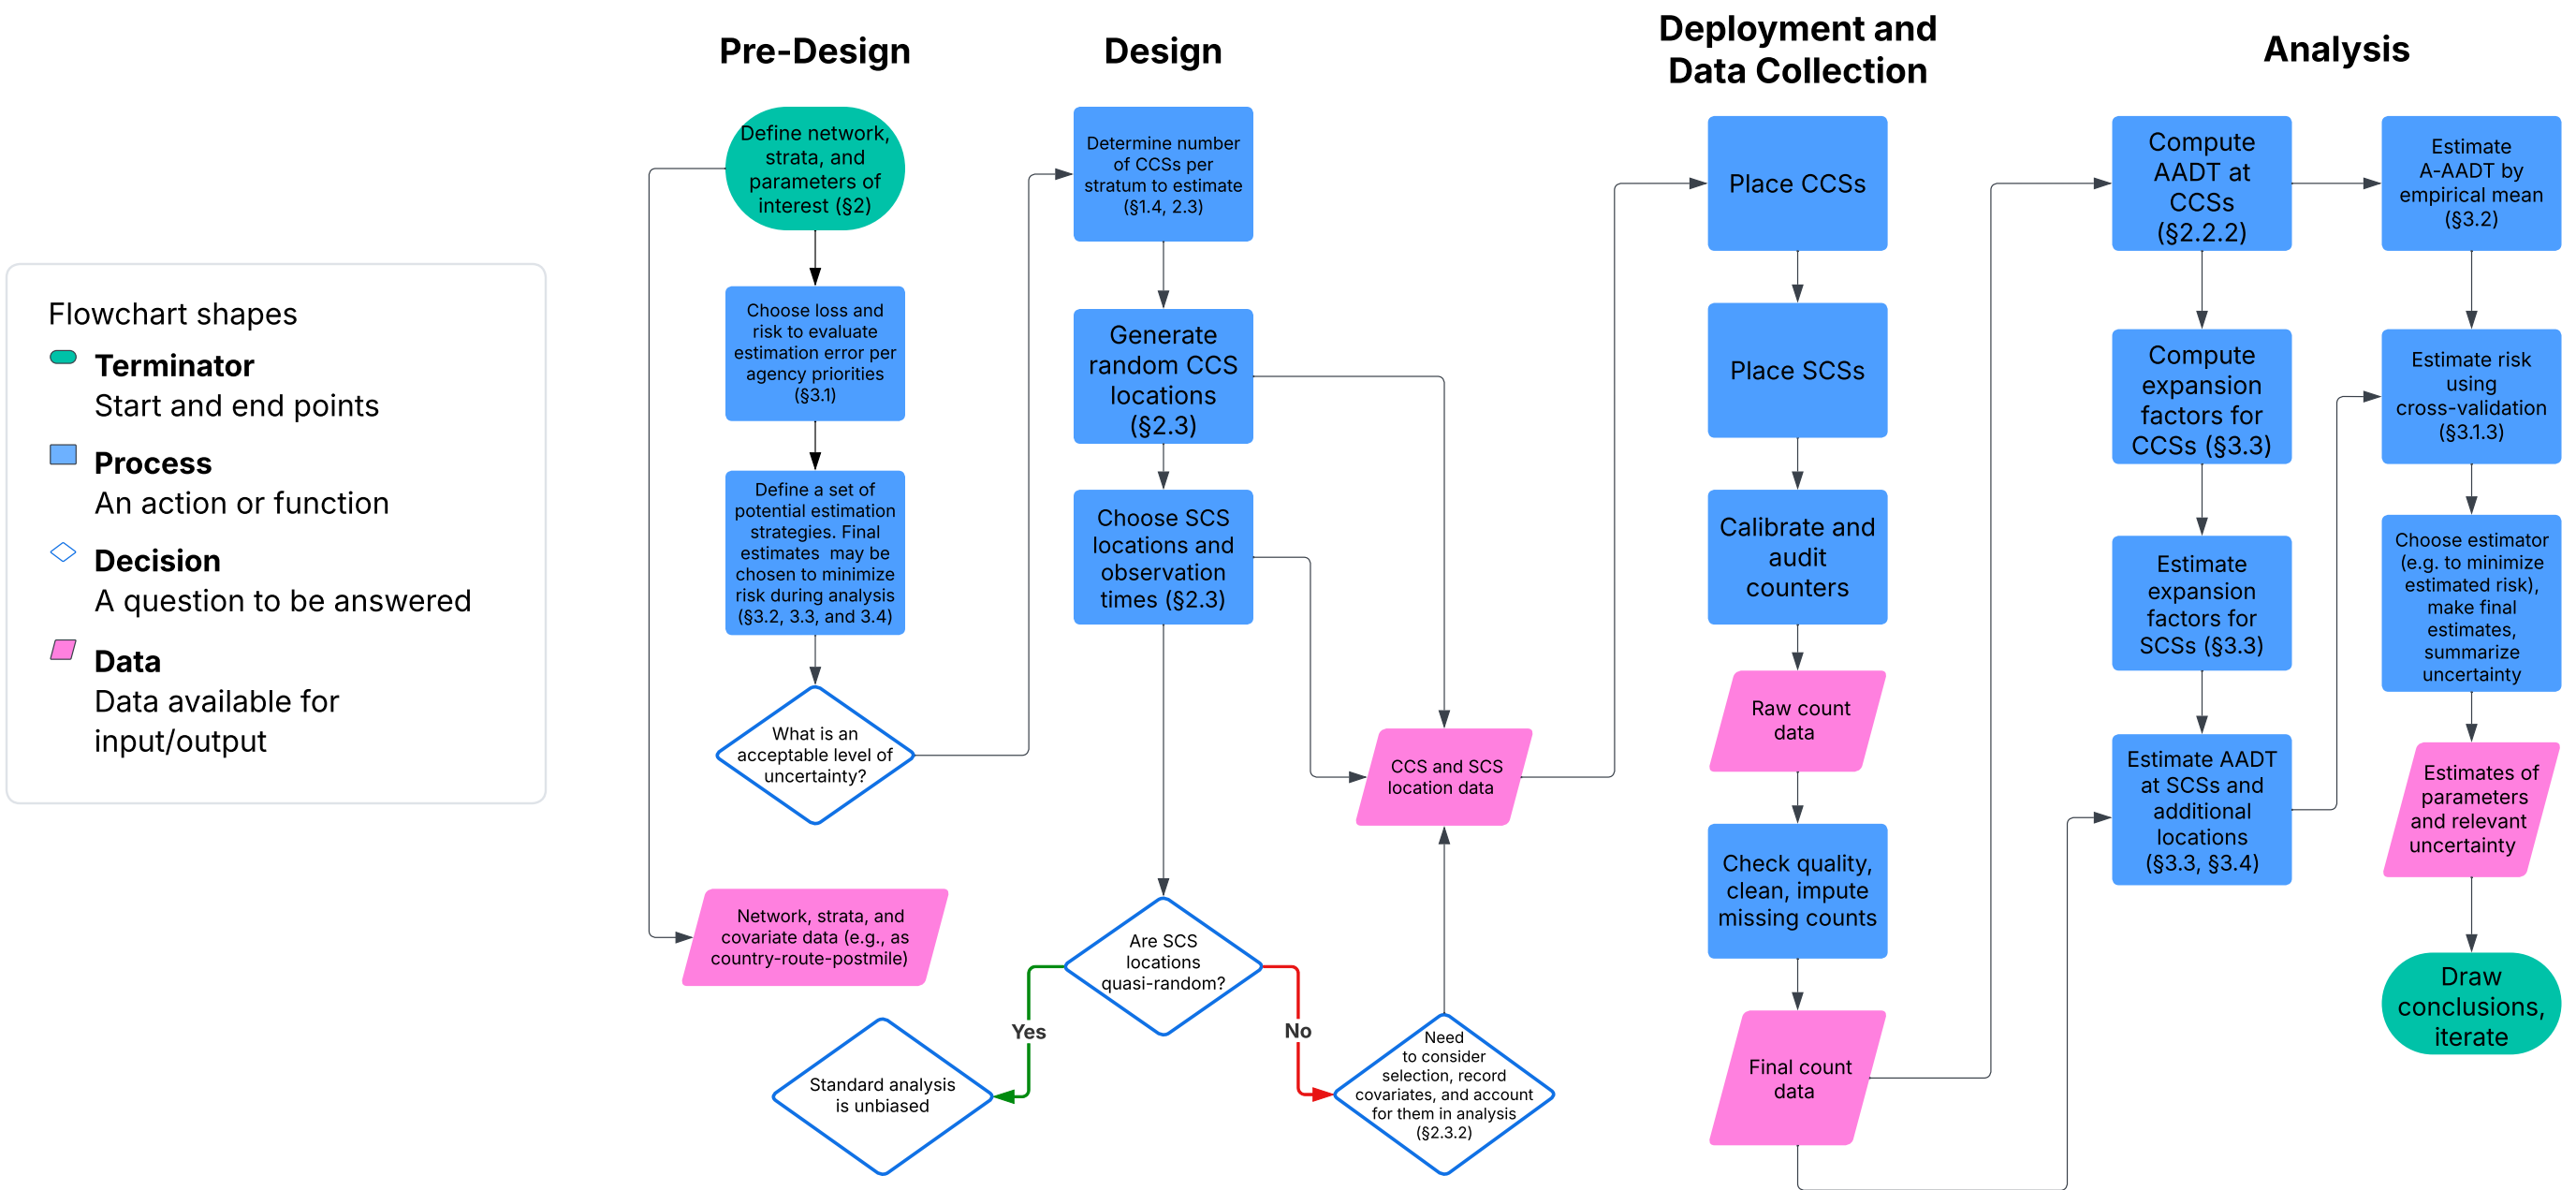 Pre-Design
Design
Deployment and
Data Collection
Analysis
Flowchart shapes
Terminator
Start and end points
Process
An action or function
Decision
A question to be answered
Data
Data available for
input/output
Define network,
strata, and
parameters of
interest (§2)
Choose loss and
risk to evaluate
estimation error per
agency priorities
(§3.1)
Define a set of
potential estimation
strategies. Final
estimates may be
chosen to minimize
risk during analysis
(§3.2, 3.3, and 3.4)
What is an
acceptable level of
uncertainty?
Network, strata, and
covariate data (e.g., as
country-route-postmile)
Determine number
of CCSs per
stratum to estimate
(§1.4, 2.3)
Generate
random CCS
locations
(§2.3)
Choose SCS
locations and
observation
times (§2.3)
Are SCS
locations
quasi-random?
Yes
No
Standard analysis
is unbiased
Need
to consider
selection, record
covariates, and account
for them in analysis
(§2.3.2)
CCS and SCS
location data
Place CCSs
Place SCSs
Calibrate and
audit
counters
Raw count
data
Check quality,
clean, impute
missing counts
Final count
data
Compute
AADT at
CCSs
(§2.2.2)
Compute
expansion
factors for
CCSs (§3.3)
Estimate
expansion
factors for
SCSs (§3.3)
Estimate AADT
at SCSs and
additional
locations
(§3.3, §3.4)
Estimate
A-AADT by
empirical mean
(§3.2)
Estimate risk
using
cross-validation
(§3.1.3)
Choose estimator
(e.g. to minimize
estimated risk),
make final
estimates,
summarize
uncertainty
Estimates of
parameters
and relevant
uncertainty
Draw
conclusions,
iterate